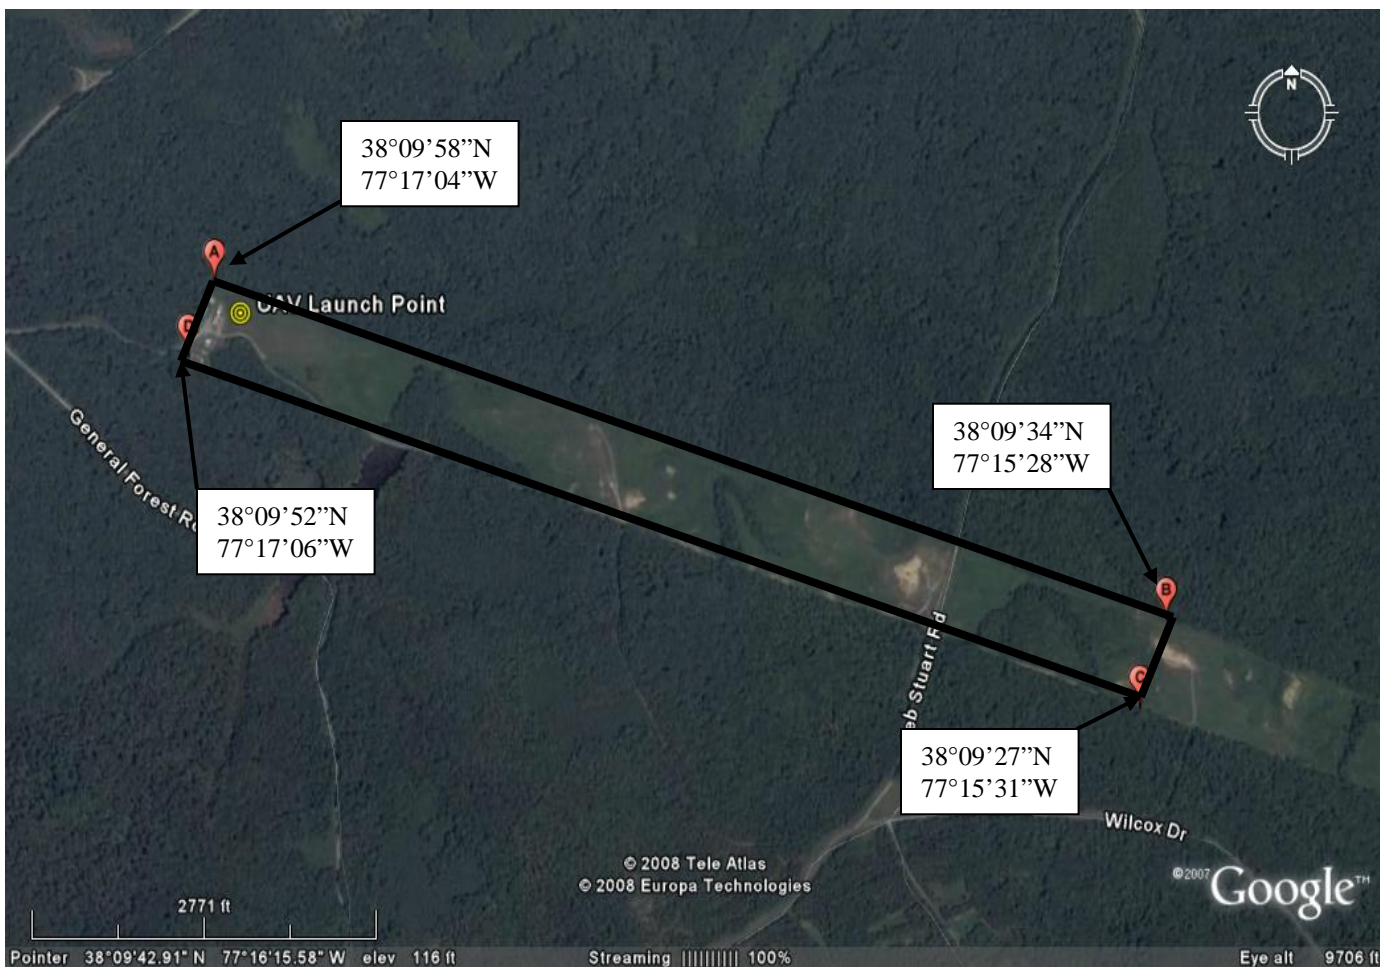 N
38°09’58”N
77°17’04”W
A
UAV Launch Point
D
38°09’34”N
77°15’28”W
General Forest
38°09’52”N
77°17’06”W
B
eb Stuart Rd
C
38°09’27”N
77°15’31”W
Wilcox Dr
© 2008 Tele Atlas
© 2008 Europa Technologies
©2007 Google™
2771 ft
Pointer 38°09'42.91" N 77°16'15.58" W elev 116 ft Streaming |||||||||| 100% Eye alt 9706 ft